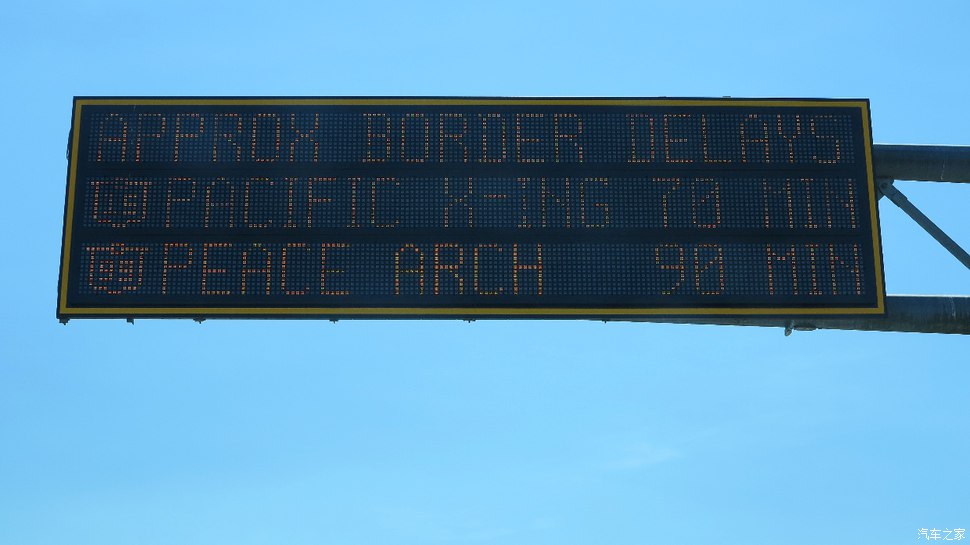 APPROX BORDER DELAYS
PACIFIC X-ING 70 MIN
PEACE ARCH 90 MIN
汽车之家